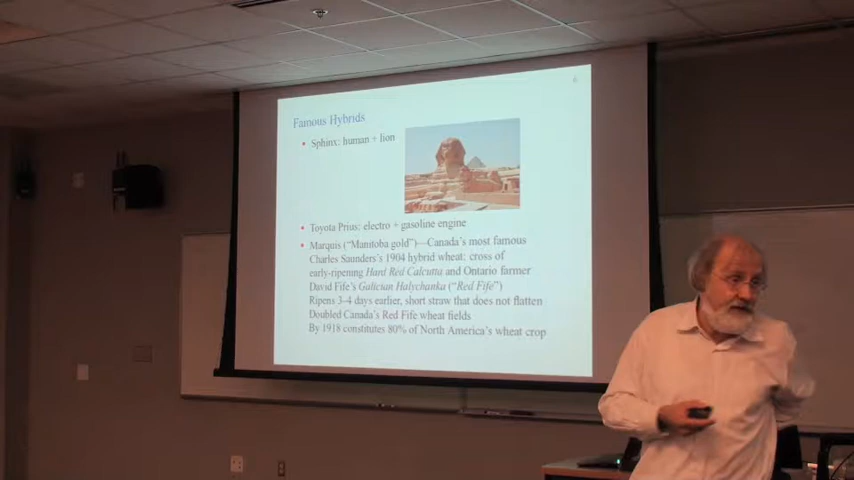 Famous Hybrids
Sphinx: human + lion
Toyota Prius: electro + gasoline engine
Marquis ("Manitoba gold")—Canada's most famous
Charles Saunders's 1904 hybrid wheat: cross of
early-ripening Hard Red Calcutta and Ontario farmer
David Fife's Galician Halychanka ("Red Fife")
Ripens 3-4 days earlier, short straw that does not flatten
Doubled Canada's Red Fife wheat fields
By 1918 constitutes 80% of North America's wheat crop